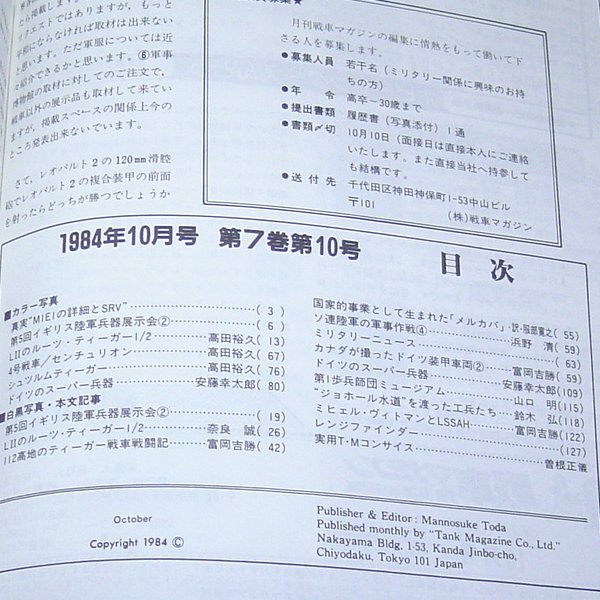 たら掲載します。
クエストではありますが、もっと
平和にならなければ取材は出来ない
と思います。ただ軍服については近
々紹介できるかと思います。⑥軍事
博物館の取材に対してのご注文で、
戦車以外の展示品も取材して来てい
ますが、掲載スペースの関係上今の
ところ発表出来ないでいます。
さて、レオパルト2の120mm滑腔
砲でレオパルト2の複合装甲の前面
を射ったらどっちが勝つでしょうか
月刊戦車マガジンの編集に情熱をもって働いて下
さる人を募集します。
●募集人員 若干名(ミリタリー関係に興味のお持
ちの方)
●年令 高卒─30歳まで
●提出書類 履歴書(写真添付)1通
●書類〆切 10月10日(面接日は直接本人にご連絡
いたします。また直接当社へ持参して
も結構です。
●送付先 千代田区神田神保町1-53中山ビル
〒101 (株)戦車マガジン
1984年10月号 第7巻第10号 目次
■カラー写真
真実"M1E1の詳細とSRV"……(3)
第5回イギリス陸軍兵器展示会②……(6)
LIIのルーツ・ティーガー1/2……高田裕久(13)
4号戦車/センチュリオン……高田裕久(67)
シュツルムティーガー……高田裕久(76)
ドイツのスーパー兵器……安藤幸太郎(80)
■白黒写真・本文記事
第5回イギリス陸軍兵器展示会②……(19)
LIIのルーツ・ティーガー1/2……奈良 誠(26)
112高地のティーガー戦車戦闘記……富岡吉勝(42)
国家的事業として生まれた「メルカバ」・訳・服部實之(55)
ソ連陸軍の軍事作戦④……浜野 清(59)
ミリタリーニュース……(63)
カナダが撮ったドイツ装甲車両②……富岡吉勝(59)
ドイツのスーパー兵器……安藤幸太郎(109)
第1歩兵師団ミュージアム……山口 明(115)
"ジョホール水道"を渡った工兵たち…鈴木 弘(118)
ミヒェル・ヴィトマンとLSSAH……富岡吉勝(122)
レンジファインダー……(127)
実用T・Mコンサイス……曽根正儀
October
Copyright 1984 Ⓒ
Publisher & Editor : Mannosuke Toda
Published monthly by "Tank Magazine Co., Ltd."
Nakayama Bldg, 1-53, Kanda Jinbo-cho,
Chiyodaku, Tokyo 101 Japan